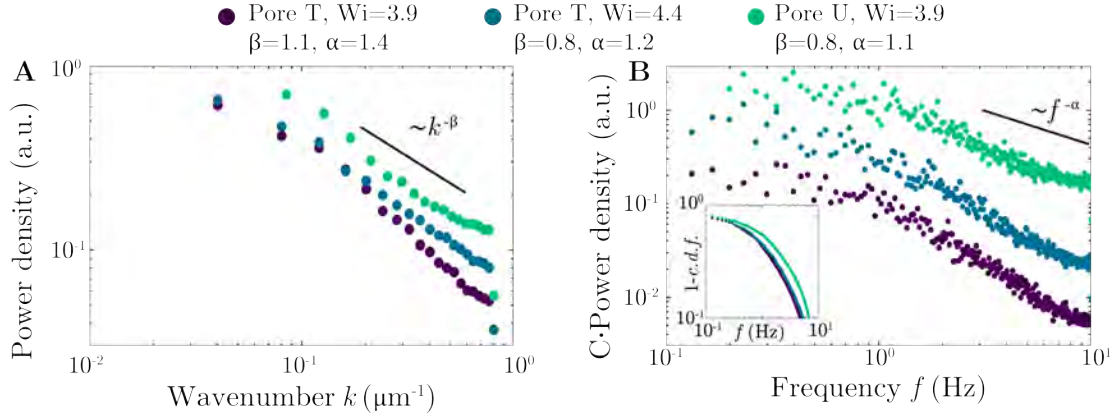 Pore T, Wi=3.9
β=1.1, α=1.4
Pore T, Wi=4.4
β=0.8, α=1.2
Pore U, Wi=3.9
β=0.8, α=1.1
A
10⁰
10⁻¹
Power density (a.u.)
~k⁻ᵝ
10⁻²
10⁻¹
10⁰
Wavenumber k (μm⁻¹)
B
10⁰
10⁻¹
10⁻²
C·Power density (a.u.)
~f⁻ᵅ
10⁰
10⁻¹
1-c.d.f.
10⁻¹
10¹
f (Hz)
10⁻¹
10⁰
10¹
Frequency f (Hz)